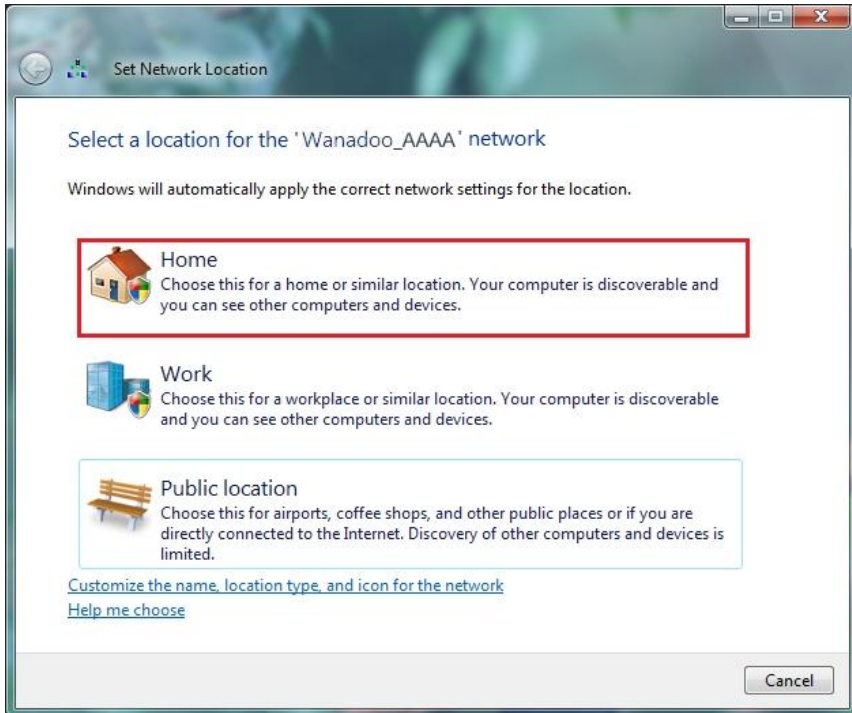 Set Network Location
Select a location for the 'Wanadoo_AAAA' network
Windows will automatically apply the correct network settings for the location.
Home
Choose this for a home or similar location. Your computer is discoverable and
you can see other computers and devices.
Work
Choose this for a workplace or similar location. Your computer is discoverable
and you can see other computers and devices.
Public location
Choose this for airports, coffee shops, and other public places or if you are
directly connected to the Internet. Discovery of other computers and devices is
limited.
Customize the name, location type, and icon for the network
Help me choose
Cancel